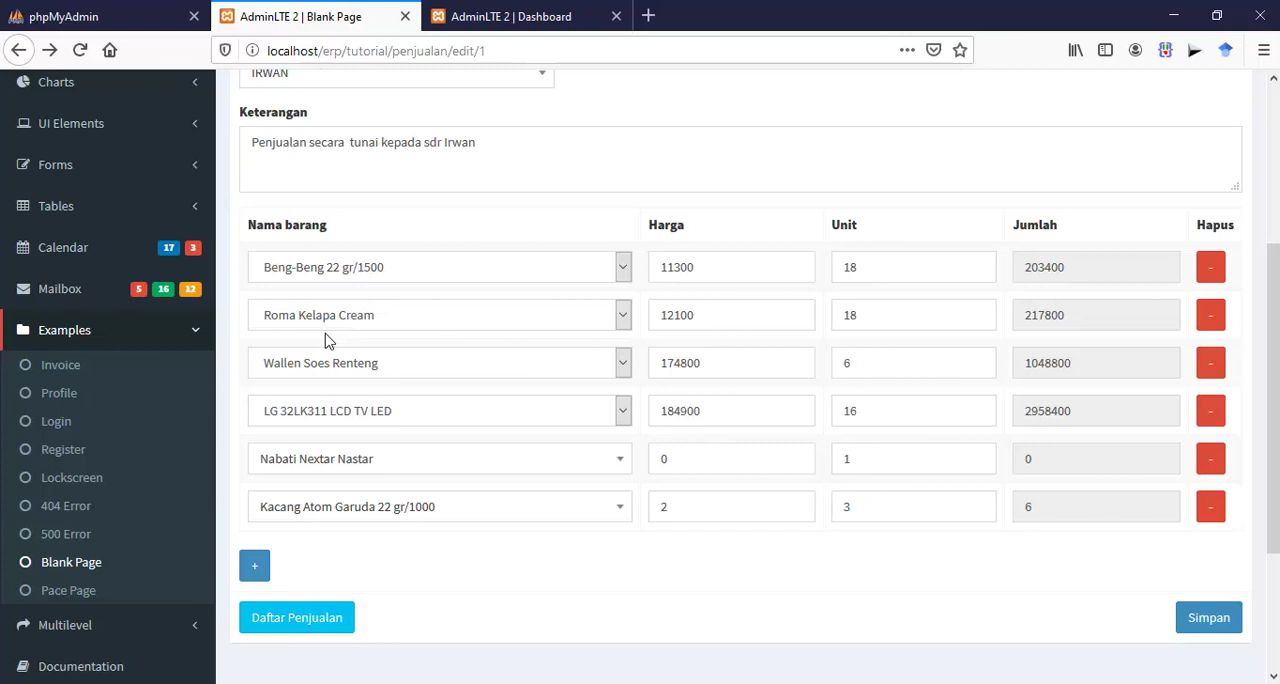 phpMyAdmin
AdminLTE 2 | Blank Page
AdminLTE 2 | Dashboard
localhost/erp/tutorial/penjualan/edit/1
Charts
UI Elements
Forms
Tables
Calendar 17 3
Mailbox 5 16 12
Examples
Invoice
Profile
Login
Register
Lockscreen
404 Error
500 Error
Blank Page
Pace Page
Multilevel
Documentation
IRWAN
Keterangan
Penjualan secara  tunai kepada sdr Irwan
Nama barang Harga Unit Jumlah Hapus
Beng-Beng 22 gr/1500 11300 18 203400 -
Roma Kelapa Cream 12100 18 217800 -
Wallen Soes Renteng 174800 6 1048800 -
LG 32LK311 LCD TV LED 184900 16 2958400 -
Nabati Nextar Nastar 0 1 0 -
Kacang Atom Garuda 22 gr/1000 2 3 6 -
+
Daftar Penjualan Simpan